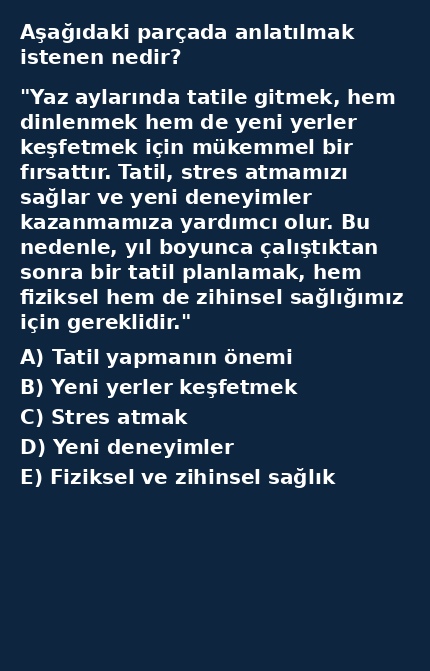 Aşağıdaki parçada anlatılmak
istenen nedir?
"Yaz aylarında tatile gitmek, hem
dinlenmek hem de yeni yerler
keşfetmek için mükemmel bir
fırsattır. Tatil, stres atmamızı
sağlar ve yeni deneyimler
kazanmamıza yardımcı olur. Bu
nedenle, yıl boyunca çalıştıktan
sonra bir tatil planlamak, hem
fiziksel hem de zihinsel sağlığımız
için gereklidir."
A) Tatil yapmanın önemi
B) Yeni yerler keşfetmek
C) Stres atmak
D) Yeni deneyimler
E) Fiziksel ve zihinsel sağlık